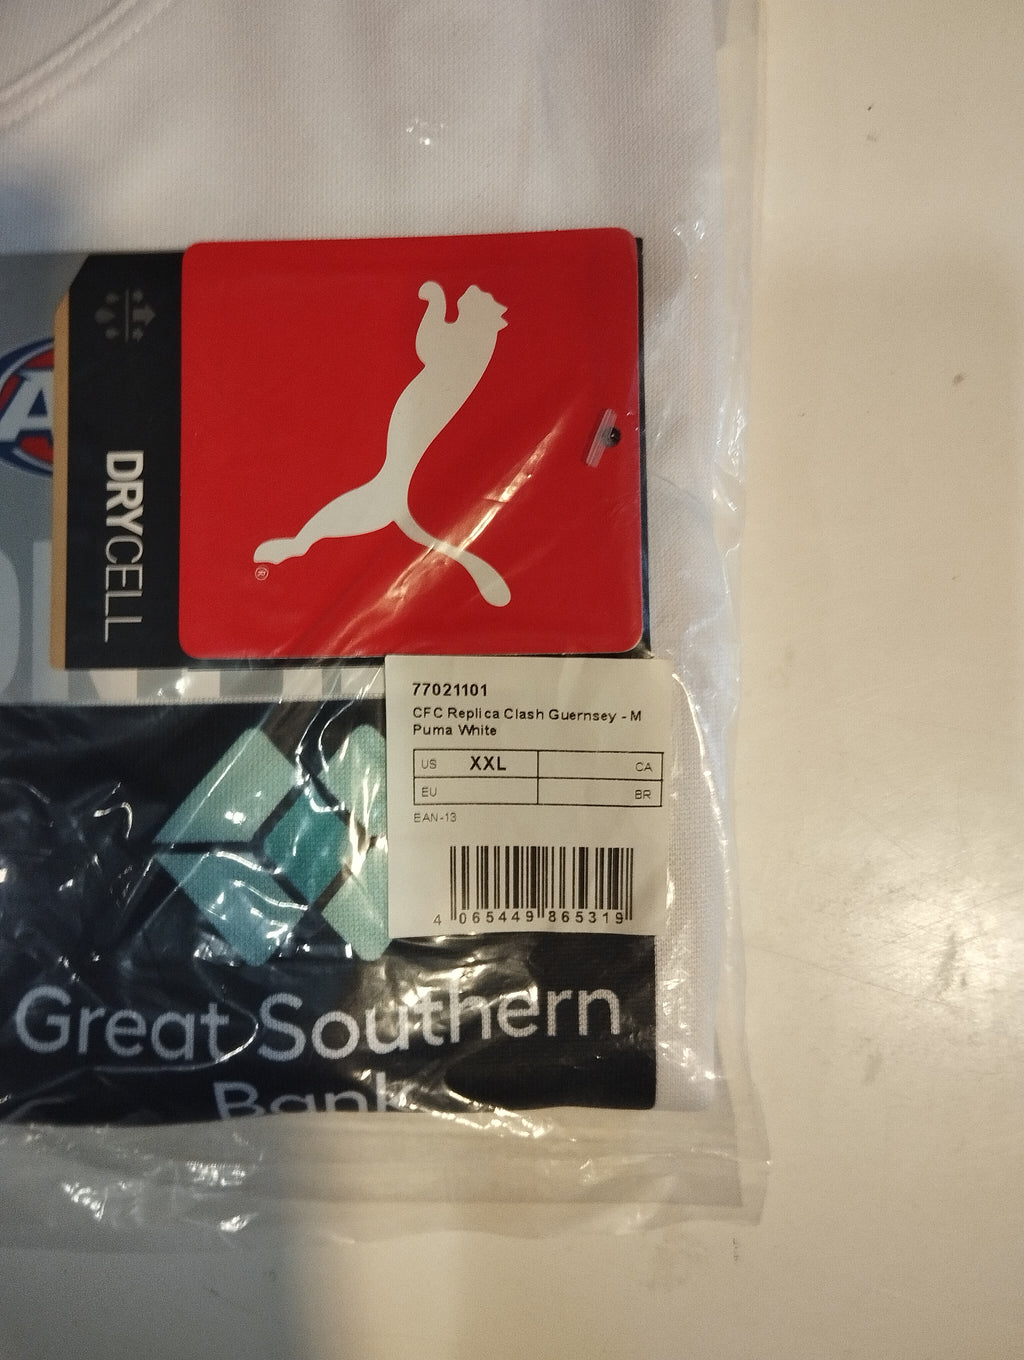 A
DRYCELL
®
77021101
CFC Replica Clash Guernsey - M
Puma White
US XXL CA
EU BR
EAN-13
4 065449 865319
Great Southern
Bank